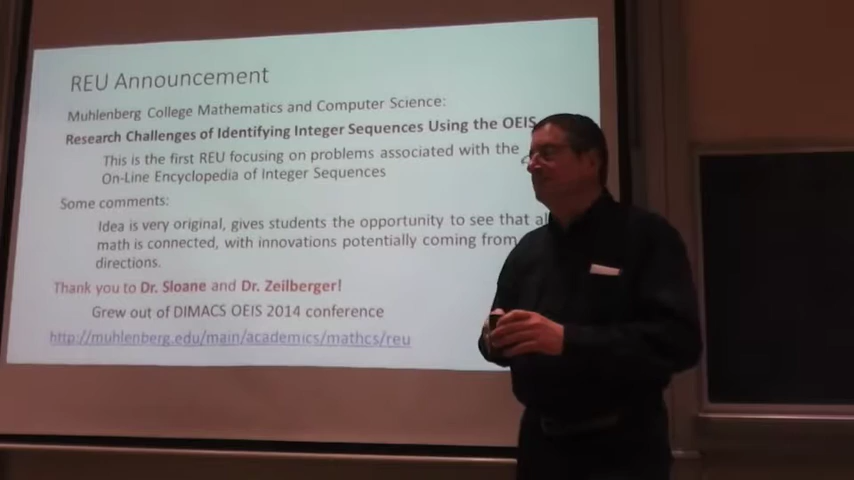 REU Announcement
Muhlenberg College Mathematics and Computer Science:
Research Challenges of Identifying Integer Sequences Using the OEIS
This is the first REU focusing on problems associated with the
On-Line Encyclopedia of Integer Sequences
Some comments:
Idea is very original, gives students the opportunity to see that
math is connected, with innovations potentially coming from
directions.
Thank you to Dr. Sloane and Dr. Zeilberger!
Grew out of DIMACS OEIS 2014 conference
http://muhlenberg.edu/main/academics/mathcs/reu